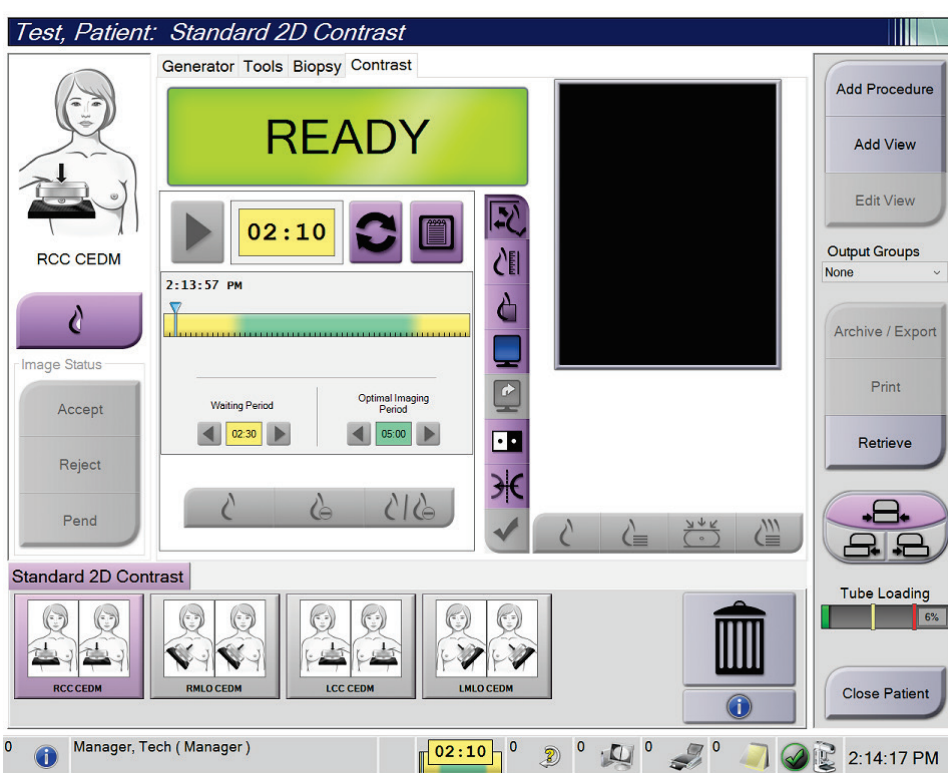 Test, Patient: Standard 2D Contrast
Generator Tools Biopsy Contrast
READY
02:10
RCC CEDM
2:13:57 PM
Image Status
Accept
Reject
Pend
Waiting Period
Optimal Imaging
Period
02:30
05:00
Add Procedure
Add View
Edit View
Output Groups
None
Archive / Export
Print
Retrieve
Tube Loading
6%
Close Patient
Standard 2D Contrast
RCC CEDM
RMLO CEDM
LCC CEDM
LMLO CEDM
0
Manager, Tech ( Manager )
02:10
0
0
0
0
2:14:17 PM